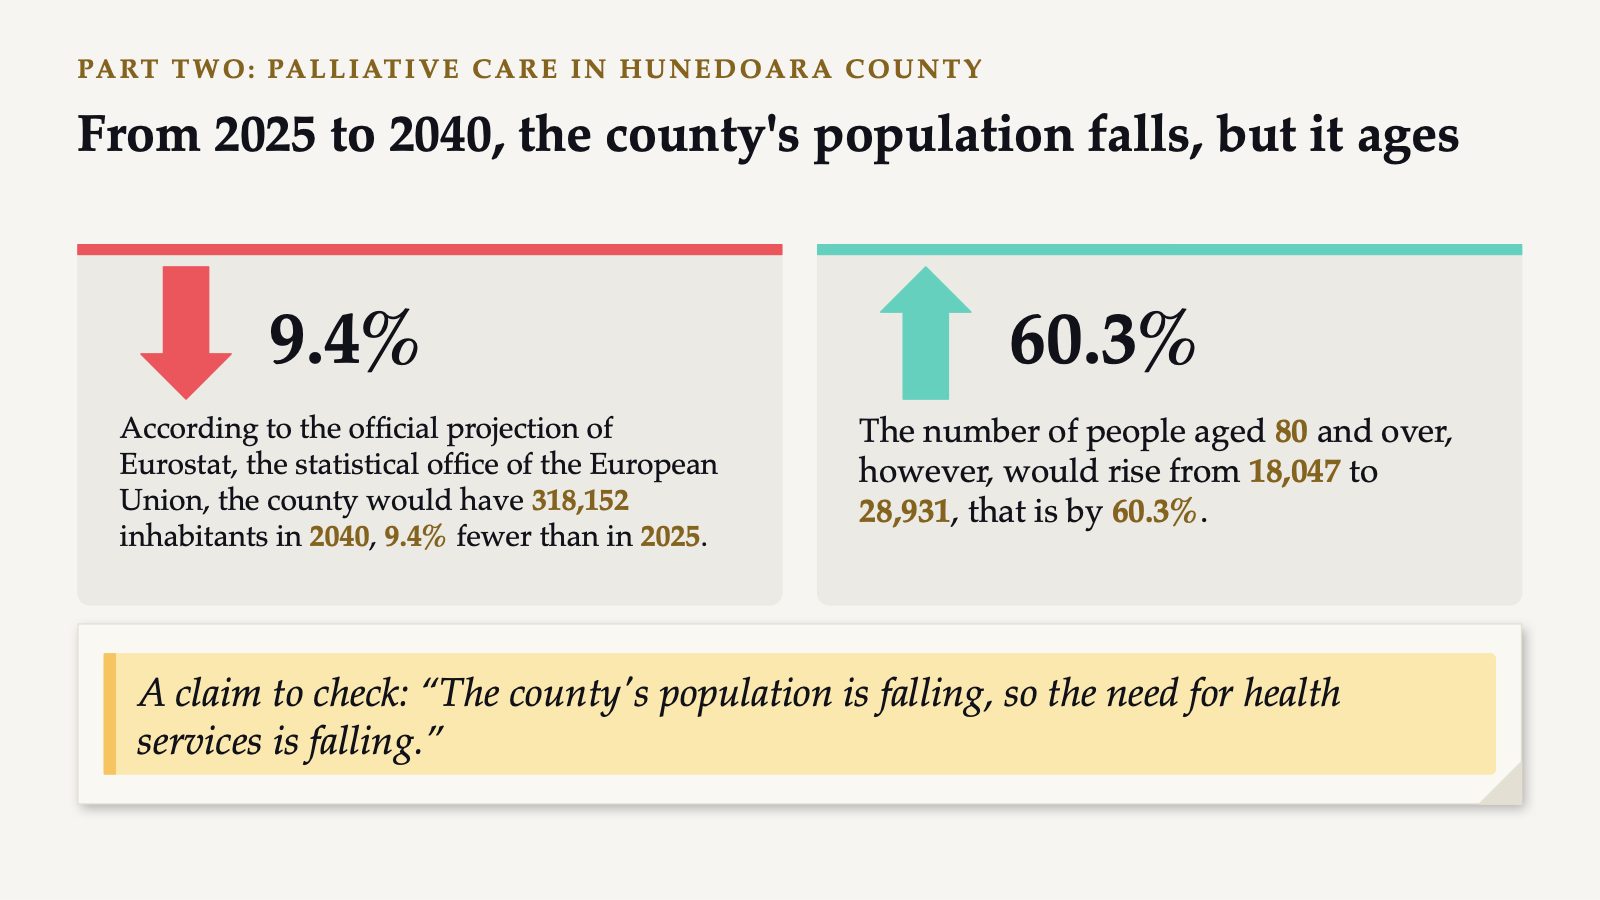 PART TWO: PALLIATIVE CARE IN HUNEDOARA COUNTY
From 2025 to 2040, the county's population falls, but it ages
9.4%
According to the official projection of
Eurostat, the statistical office of the European
Union, the county would have 318,152
inhabitants in 2040, 9.4% fewer than in 2025.
60.3%
The number of people aged 80 and over,
however, would rise from 18,047 to
28,931, that is by 60.3%.
A claim to check: “The county's population is falling, so the need for health
services is falling.”